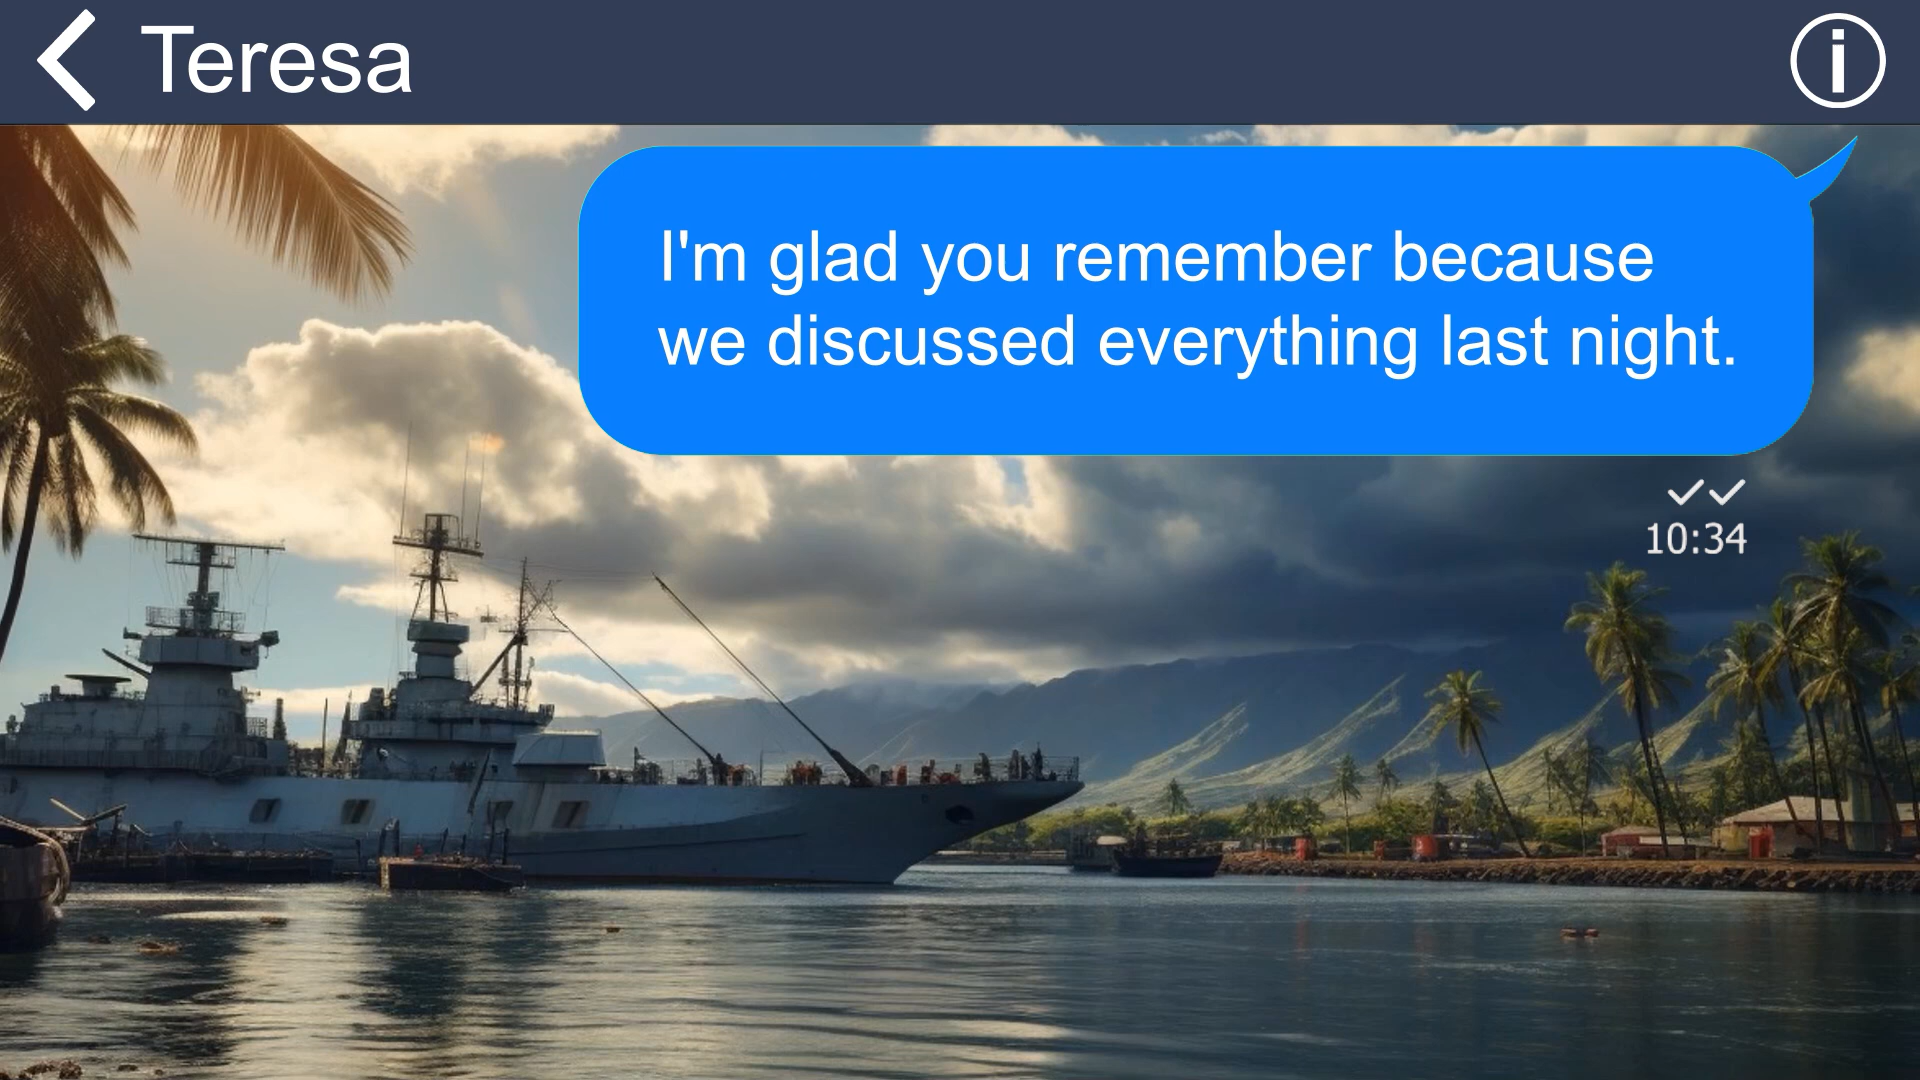 Teresa
I'm glad you remember because
we discussed everything last night.
10:34